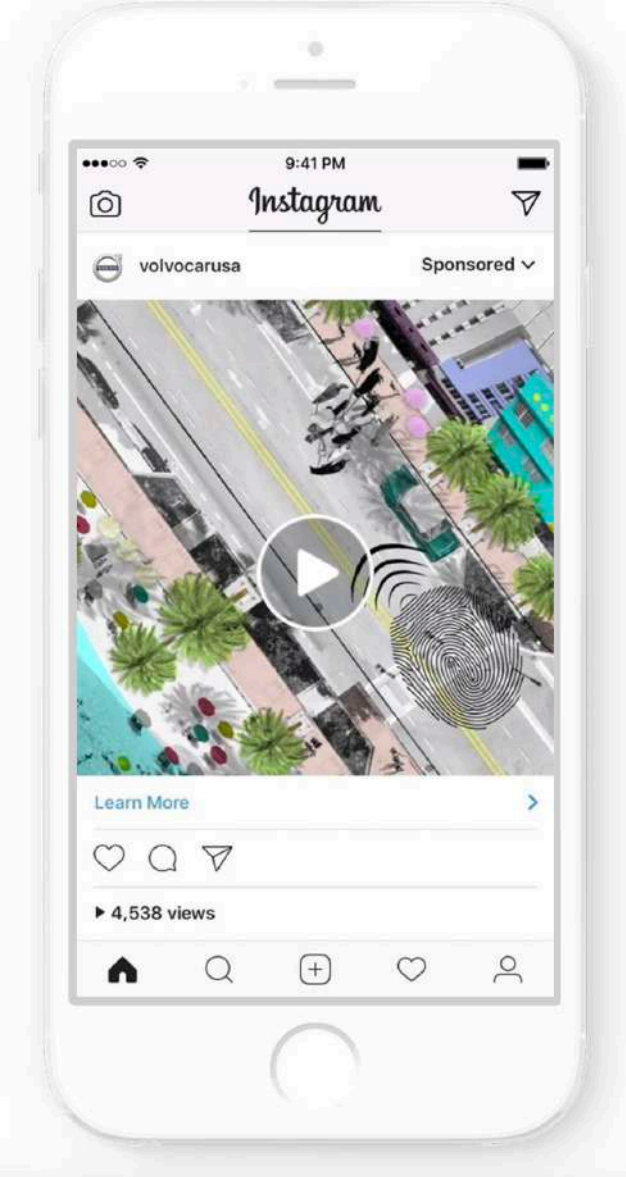 9:41 PM
Instagram
volvocarusa
Sponsored
Learn More
4,538 views